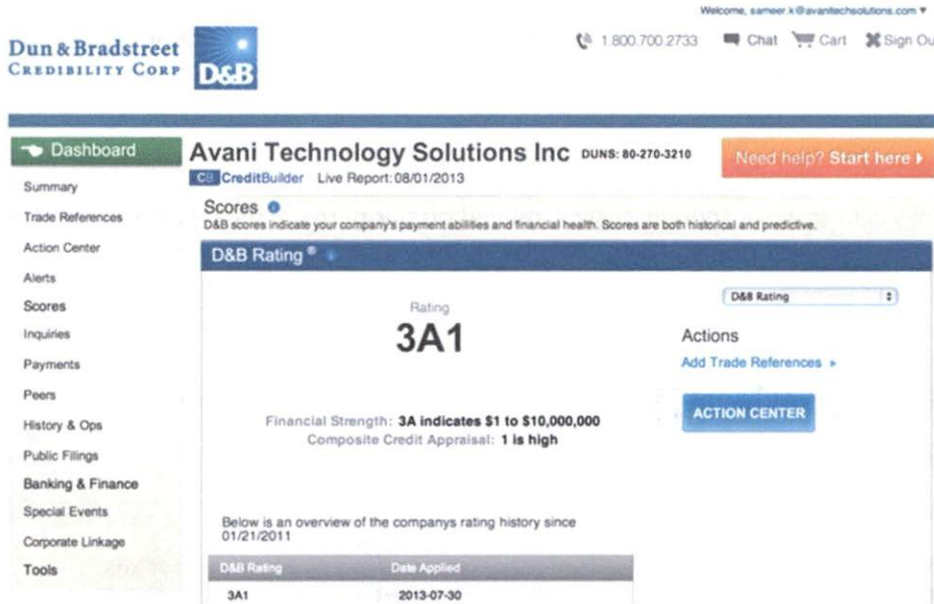 Welcome, sameer.k@avanitechsolutions.com ▼
Dun & Bradstreet
CREDIBILITY CORP
D&B
1.800.700.2733 Chat Cart Sign Ou
Dashboard
Summary
Trade References
Action Center
Alerts
Scores
Inquiries
Payments
Peers
History & Ops
Public Filings
Banking & Finance
Special Events
Corporate Linkage
Tools
Avani Technology Solutions Inc DUNS: 80-270-3210
Need help? Start here
CB CreditBuilder Live Report: 08/01/2013
Scores
D&B scores indicate your company's payment abilities and financial health. Scores are both historical and predictive.
D&B Rating ®
D&B Rating
Rating
3A1
Actions
Add Trade References
ACTION CENTER
Financial Strength: 3A indicates $1 to $10,000,000
Composite Credit Appraisal: 1 is high
Below is an overview of the companys rating history since
01/21/2011
D&B Rating Date Applied
3A1 2013-07-30